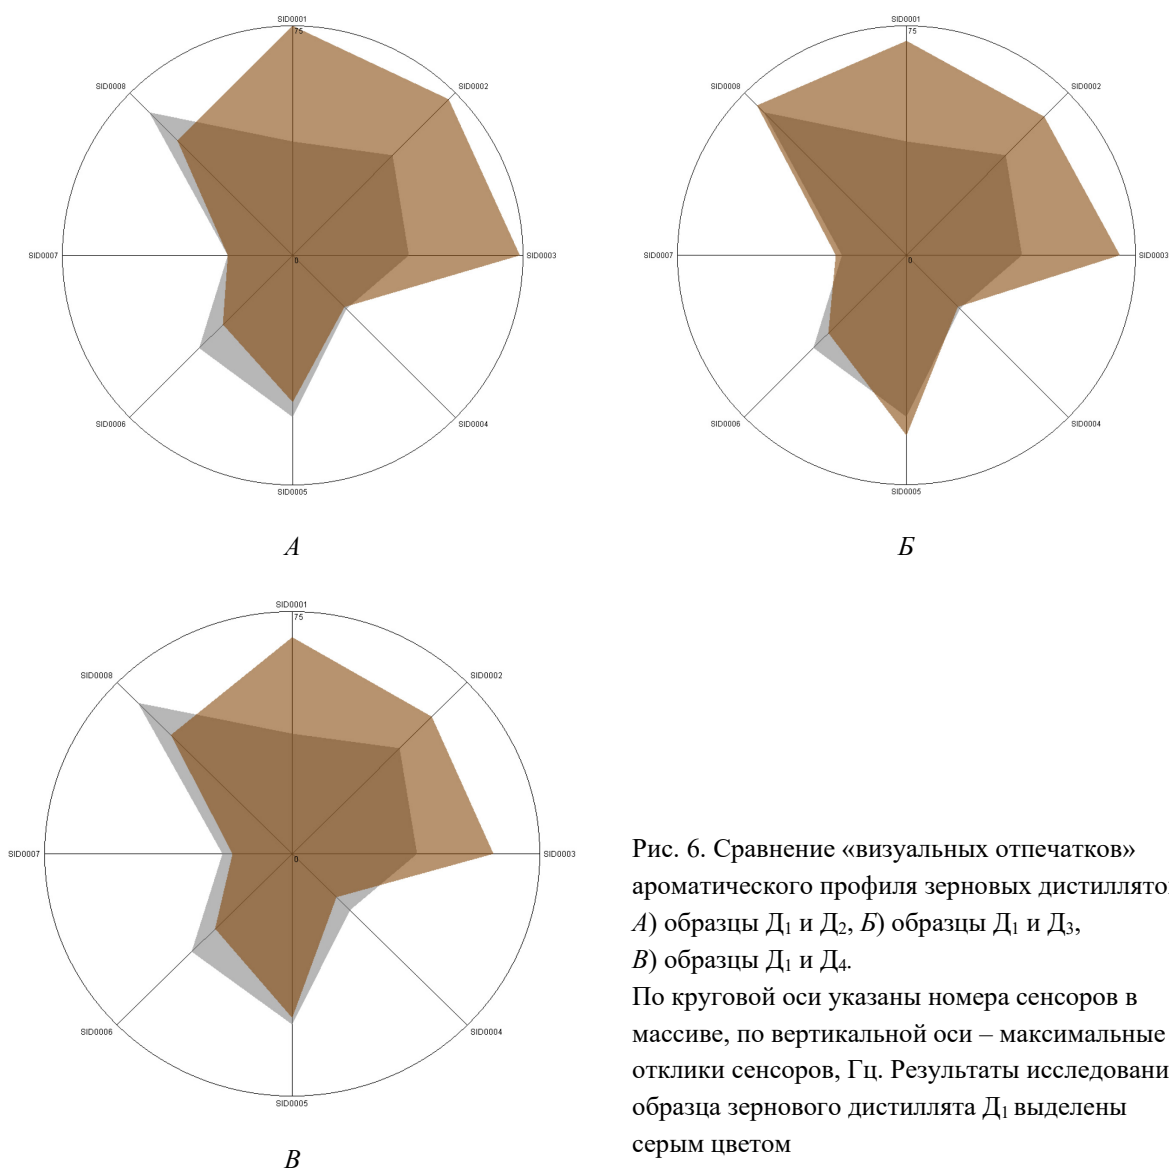 SID0001
75
SID0002
SID0003
SID0004
SID0005
SID0006
SID0007
SID0008
0
А
SID0001
75
SID0002
SID0003
SID0004
SID0005
SID0006
SID0007
SID0008
0
Б
SID0001
75
SID0002
SID0003
SID0004
SID0005
SID0006
SID0007
SID0008
0
В
Рис. 6. Сравнение «визуальных отпечатков»
ароматического профиля зерновых дистиллято
А) образцы Д₁ и Д₂, Б) образцы Д₁ и Д₃,
В) образцы Д₁ и Д₄.
По круговой оси указаны номера сенсоров в
массиве, по вертикальной оси – максимальные
отклики сенсоров, Гц. Результаты исследовани
образца зернового дистиллята Д₁ выделены
серым цветом